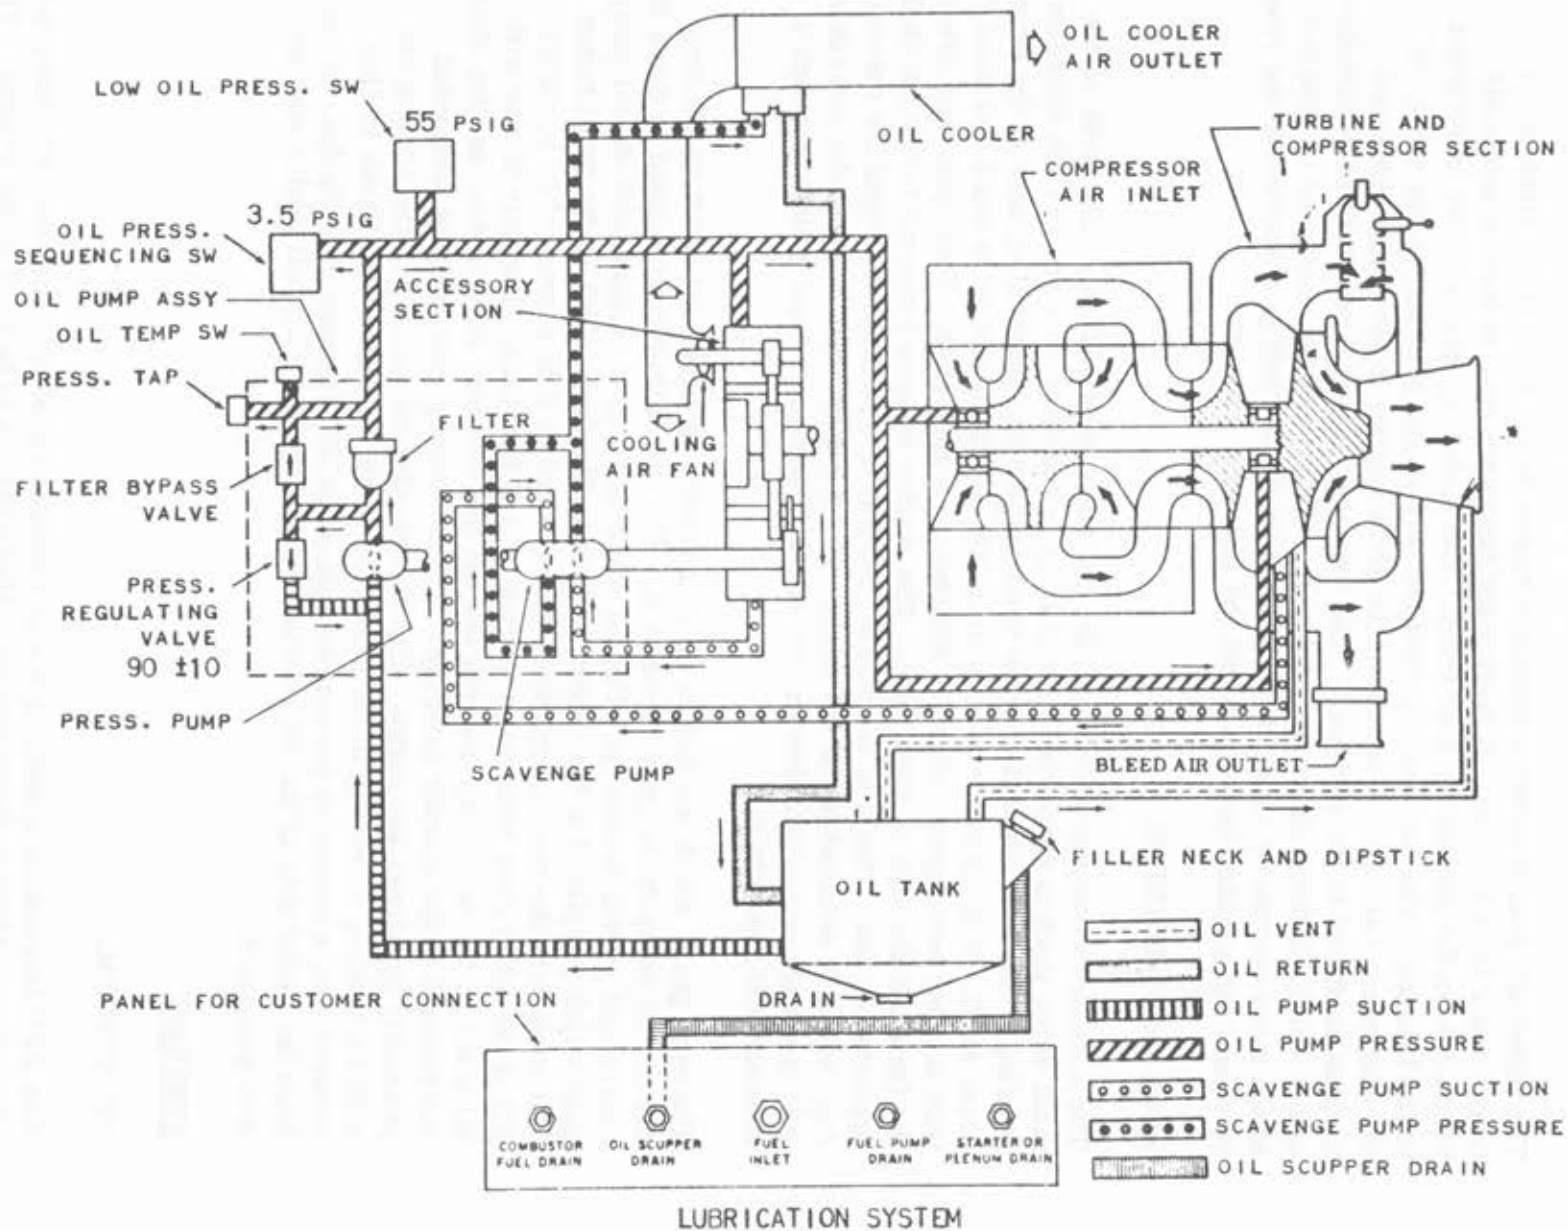 OIL COOLER
AIR OUTLET
LOW OIL PRESS. SW
55 PSIG
OIL COOLER
TURBINE AND
COMPRESSOR SECTION
COMPRESSOR
AIR INLET
3.5 PSIG
OIL PRESS.
SEQUENCING SW
ACCESSORY
SECTION
OIL PUMP ASSY
OIL TEMP SW
PRESS. TAP
FILTER
COOLING
AIR FAN
FILTER BYPASS
VALVE
PRESS.
REGULATING
VALVE
90 ±10
PRESS. PUMP
SCAVENGE PUMP
BLEED AIR OUTLET
FILLER NECK AND DIPSTICK
OIL TANK
DRAIN
PANEL FOR CUSTOMER CONNECTION
OIL VENT
OIL RETURN
OIL PUMP SUCTION
OIL PUMP PRESSURE
SCAVENGE PUMP SUCTION
SCAVENGE PUMP PRESSURE
OIL SCUPPER DRAIN
COMBUSTOR
FUEL DRAIN
OIL SCUPPER
DRAIN
FUEL
INLET
FUEL PUMP
DRAIN
STARTER OR
PLENUM DRAIN
LUBRICATION SYSTEM